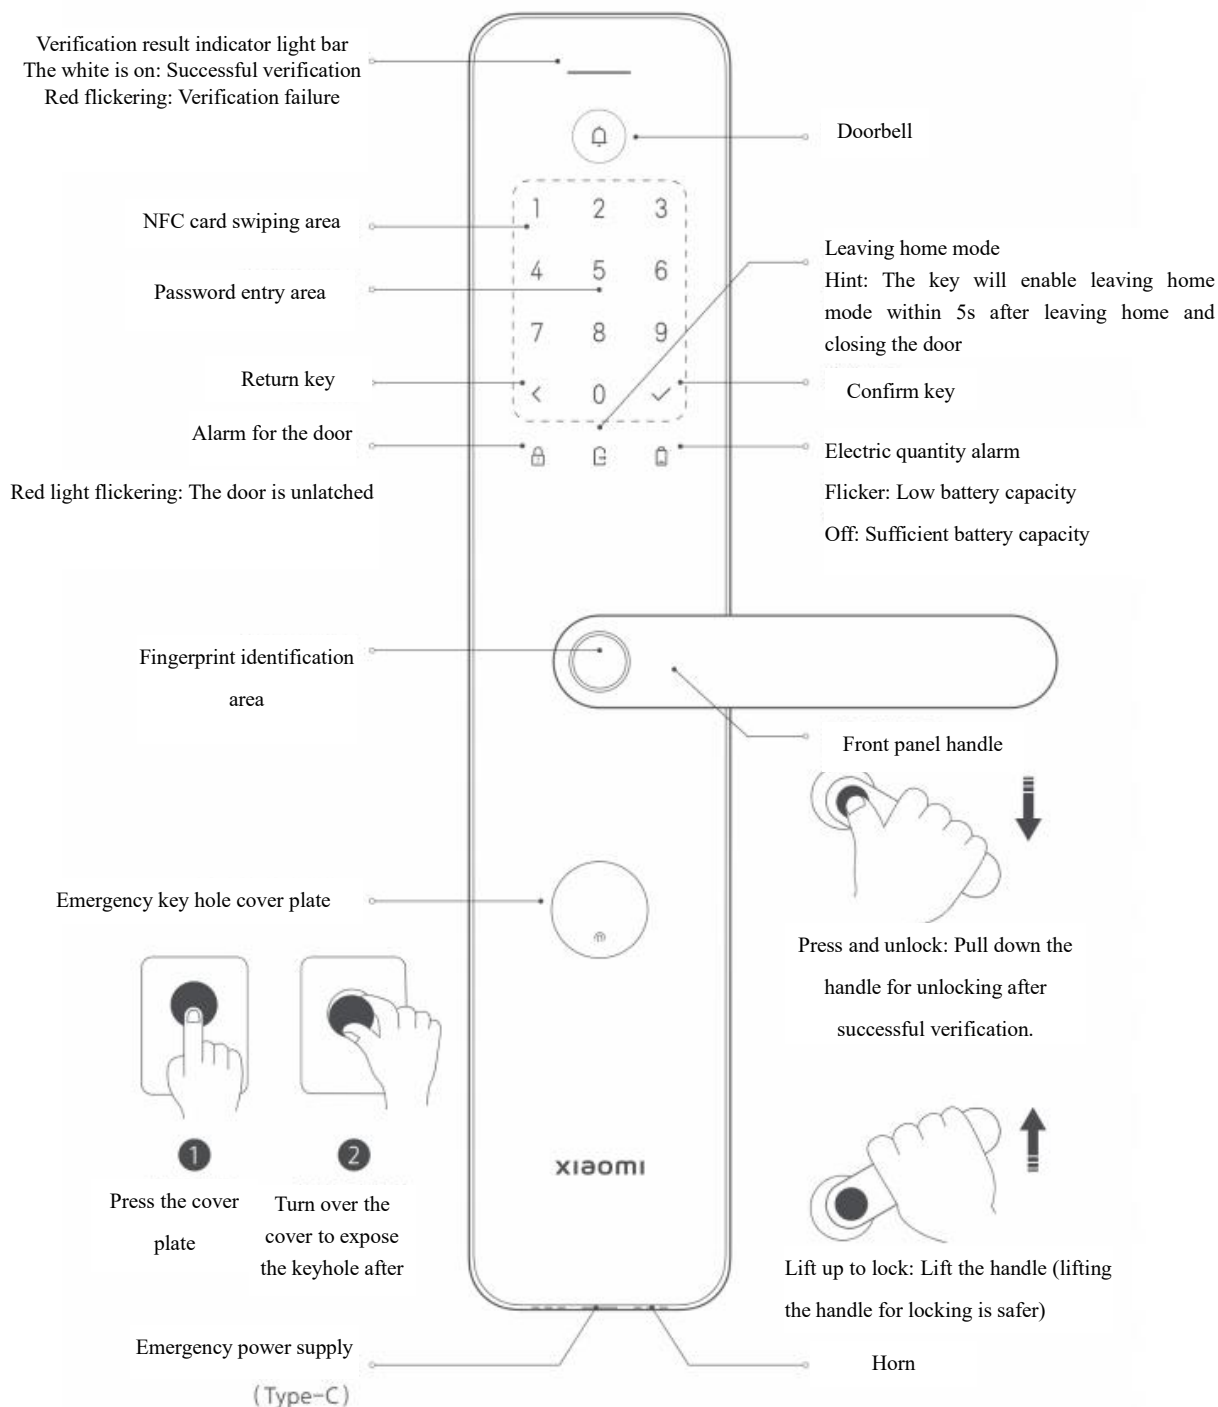 Verification result indicator light bar
The white is on: Successful verification
Red flickering: Verification failure
Doorbell
1 2 3
NFC card swiping area
Leaving home mode
Hint: The key will enable leaving home
mode within 5s after leaving home and
closing the door
4 5 6
Password entry area
7 8 9
Return key
0
Confirm key
Alarm for the door
Red light flickering: The door is unlatched
Electric quantity alarm
Flicker: Low battery capacity
Off: Sufficient battery capacity
Fingerprint identification
area
Front panel handle
Emergency key hole cover plate
Press and unlock: Pull down the
handle for unlocking after
successful verification.
1
Press the cover
plate
2
Turn over the
cover to expose
the keyhole after
xiaomi
Lift up to lock: Lift the handle (lifting
the handle for locking is safer)
Emergency power supply
(Type-C)
Horn